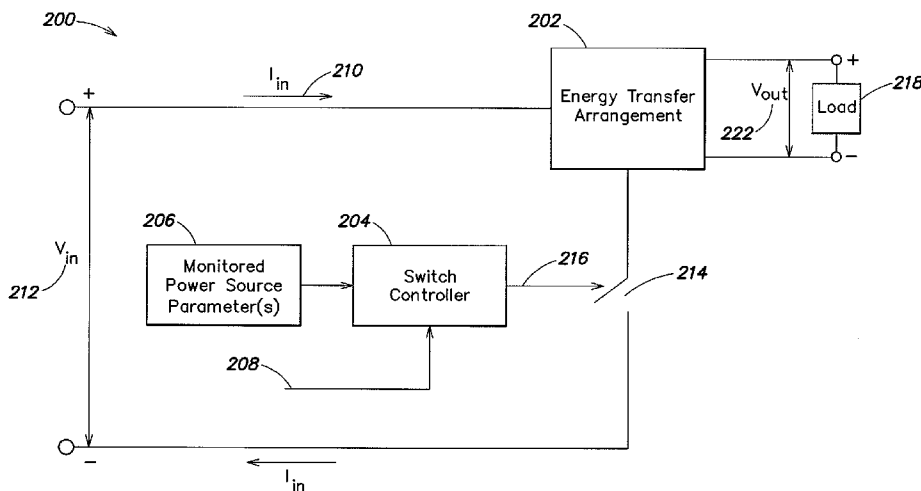 200
202
I_in
210
+
+
Energy Transfer
Arrangement
V_out
222
Load
218
−
206
204
V_in
212
Monitored
Power Source
Parameter(s)
Switch
Controller
216
214
208
−
I_in